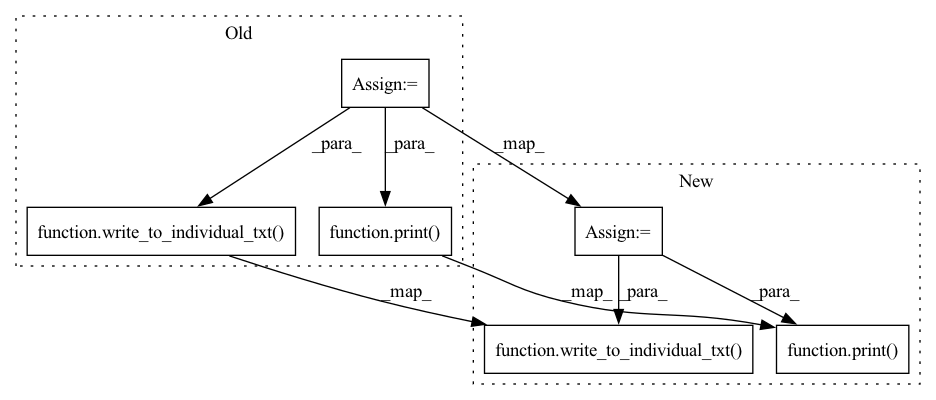 Old
Assign:=
_para_
_para_
_map_
New
function.write_to_individual_txt()
function.print()
Assign:=
_map_
_map_
_para_
_para_
function.write_to_individual_txt()
function.print()